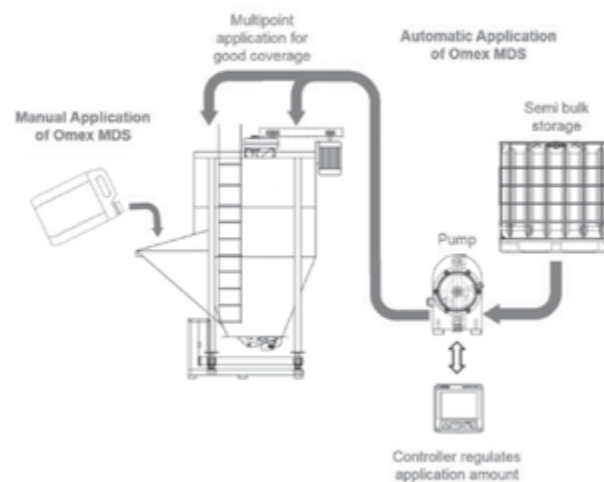 Multipoint
application for
good coverage
Automatic Application
of Omex MDS
Manual Application
of Omex MDS
Semi bulk
storage
Pump
Controller regulates
application amount